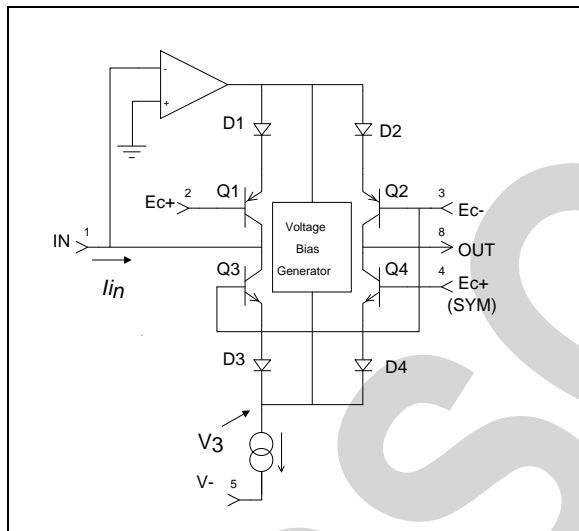 -
+
D1
D2
2
Q1
Q2
3
Ec+
Ec-
Voltage
Bias
Generator
1
IN
8
OUT
Iin
Q3
Q4
4
Ec+
(SYM)
D3
D4
V3
V-
5